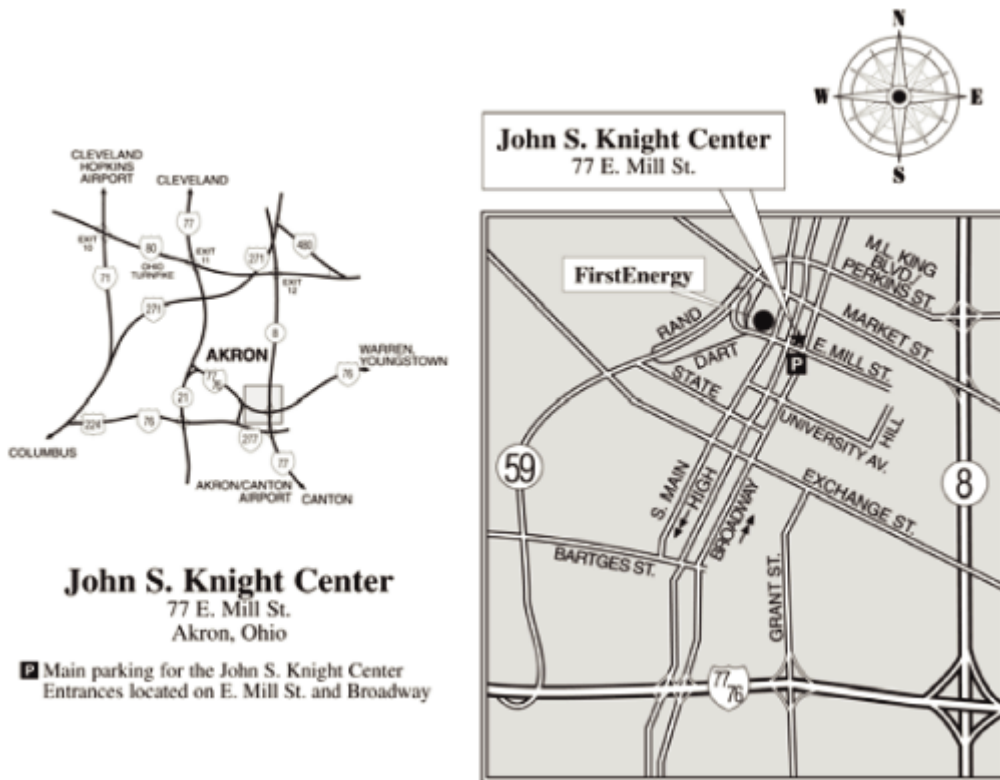 N
W
E
S
John S. Knight Center
77 E. Mill St.
CLEVELAND
HOPKINS
AIRPORT
CLEVELAND
77
EXIT
10
80
OHIO
TURNPIKE
EXIT
11
271
480
EXIT
12
71
271
8
AKRON
WARREN,
YOUNGSTOWN
77
76
76
21
224
76
277
COLUMBUS
77
AKRON/CANTON
AIRPORT
CANTON
John S. Knight Center
77 E. Mill St.
Akron, Ohio
P Main parking for the John S. Knight Center
Entrances located on E. Mill St. and Broadway
M.L. KING
BLVD.
PERKINS ST.
FirstEnergy
RAND
MARKET ST.
DART
E. MILL ST.
P
STATE
UNIVERSITY AV.
HILL
59
8
S. MAIN
HIGH
BROADWAY
EXCHANGE ST.
BARTGES ST.
GRANT ST.
77
76